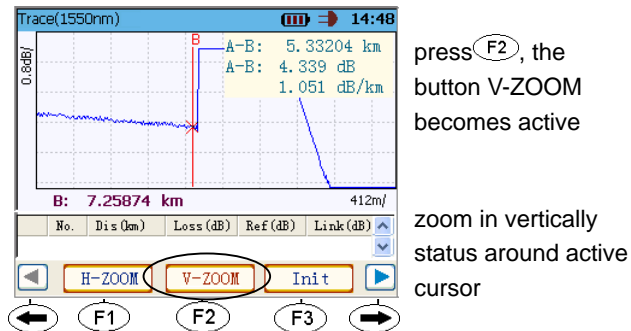 Trace(1550nm) 14:48
0.8dB/
B
A-B: 5.33204 km
A-B: 4.339 dB
1.051 dB/km
B: 7.25874 km 412m/
No. Dis(km) Loss(dB) Ref(dB) Link(dB)
H-ZOOM V-ZOOM Init
F1 F2 F3
press F2, the
button V-ZOOM
becomes active
zoom in vertically
status around active
cursor